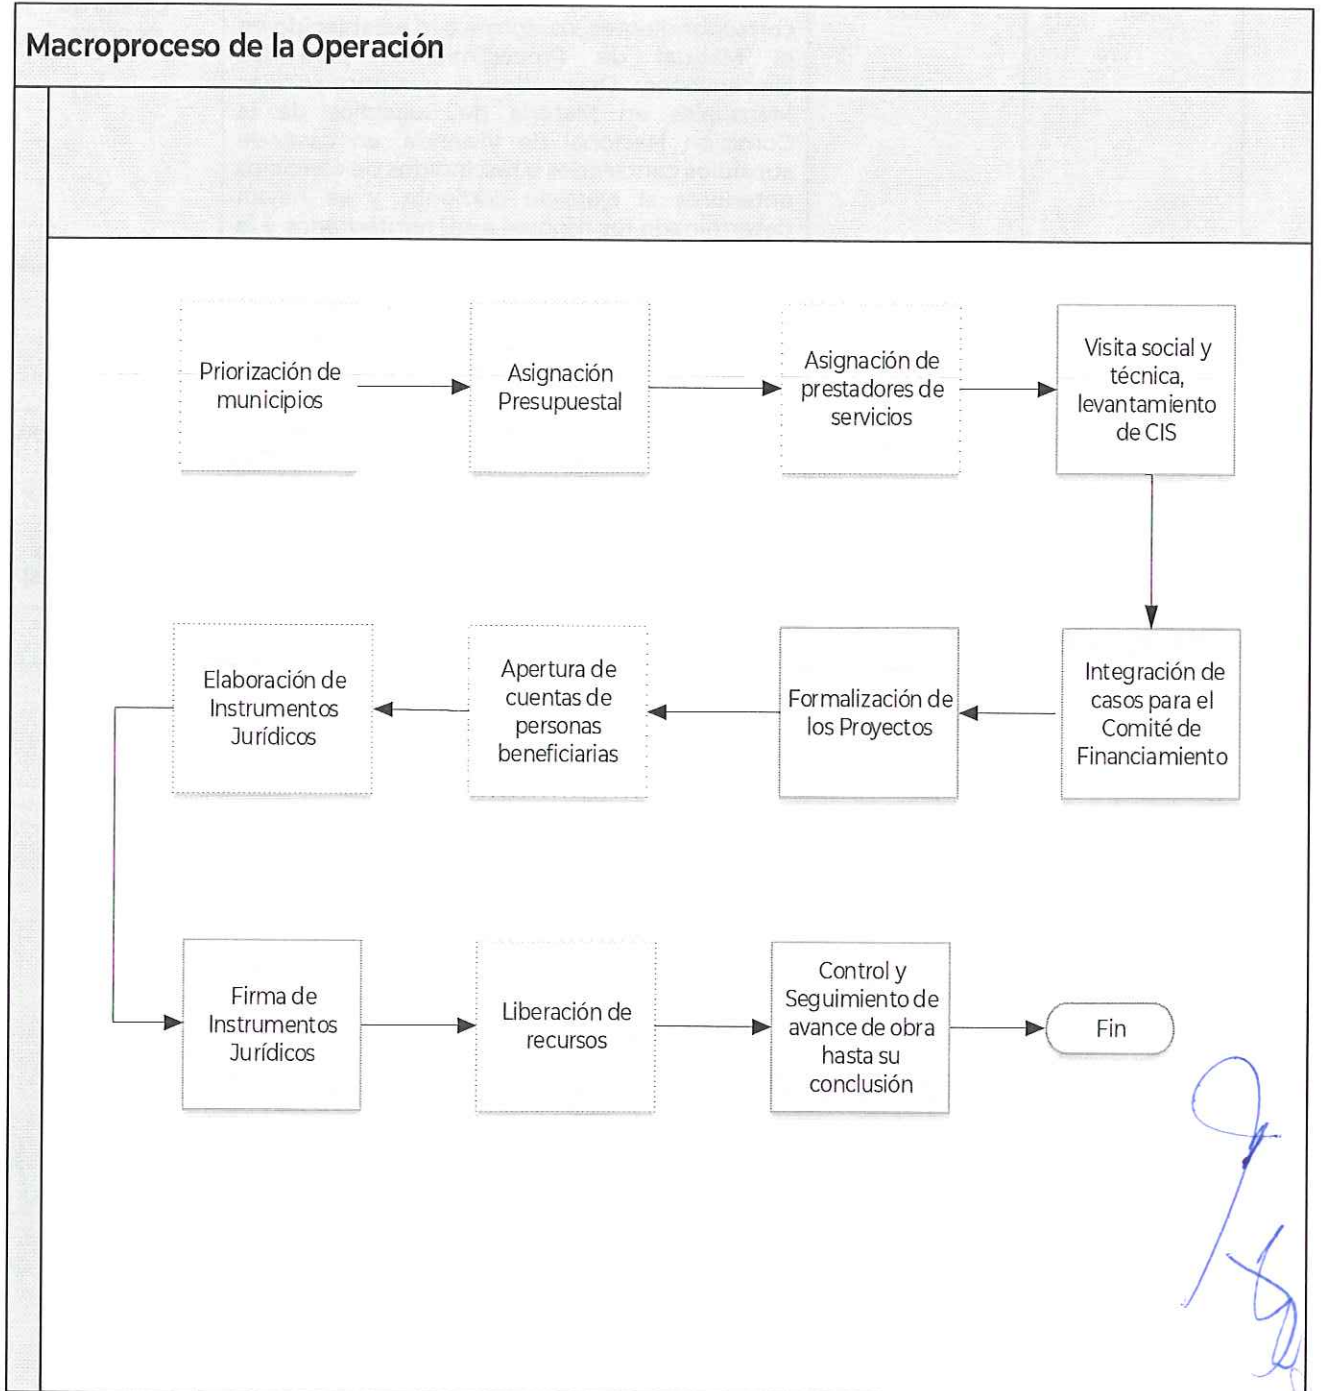 Macroproceso de la Operación
Priorización de
municipios
Asignación
Presupuestal
Asignación de
prestadores de
servicios
Visita social y
técnica,
levantamiento
de CIS
Integración de
casos para el
Comité de
Financiamiento
Formalización de
los Proyectos
Apertura de
cuentas de
personas
beneficiarias
Elaboración de
Instrumentos
Jurídicos
Firma de
Instrumentos
Jurídicos
Liberación de
recursos
Control y
Seguimiento de
avance de obra
hasta su
conclusión
Fin